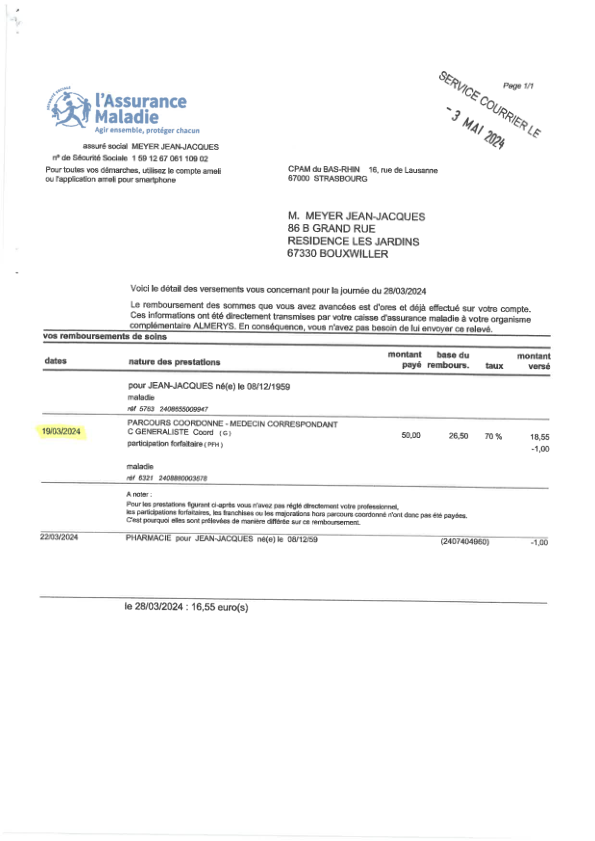 SERVICE COURRIER LE
- 3 MAI 2024
Page 1/1
l'Assurance
Maladie
Agir ensemble, protéger chacun
assuré social MEYER JEAN-JACQUES
n° de Sécurité Sociale 1 59 12 67 061 109 02
Pour toutes vos démarches, utilisez le compte ameli
ou l'application ameli pour smartphone
CPAM du BAS-RHIN 16, rue de Lausanne
67000 STRASBOURG
M. MEYER JEAN-JACQUES
86 B GRAND RUE
RESIDENCE LES JARDINS
67330 BOUXWILLER
Voici le détail des versements vous concernant pour la journée du 28/03/2024
Le remboursement des sommes que vous avez avancées est d'ores et déjà effectué sur votre compte.
Ces informations ont été directement transmises par votre caisse d'assurance maladie à votre organisme
complémentaire ALMERYS. En conséquence, vous n'avez pas besoin de lui envoyer ce relevé.
vos remboursements de soins
dates nature des prestations montant payé base du rembours. taux montant versé
pour JEAN-JACQUES né(e) le 08/12/1959
maladie
réf 5763 2408655009947
PARCOURS COORDONNE - MEDECIN CORRESPONDANT
19/03/2024 C GENERALISTE Coord (G) 50,00 26,50 70 % 18,55
participation forfaitaire (PFH) -1,00
maladie
réf 6321 2408880003678
A noter :
Pour les prestations figurant ci-après vous n'avez pas réglé directement votre professionnel,
les participations forfaitaires, les franchises ou les majorations hors parcours coordonné n'ont donc pas été payées.
C'est pourquoi elles sont prélevées de manière différée sur ce remboursement.
22/03/2024 PHARMACIE pour JEAN-JACQUES né(e) le 08/12/59 (2407404960) -1,00
le 28/03/2024 : 16,55 euro(s)